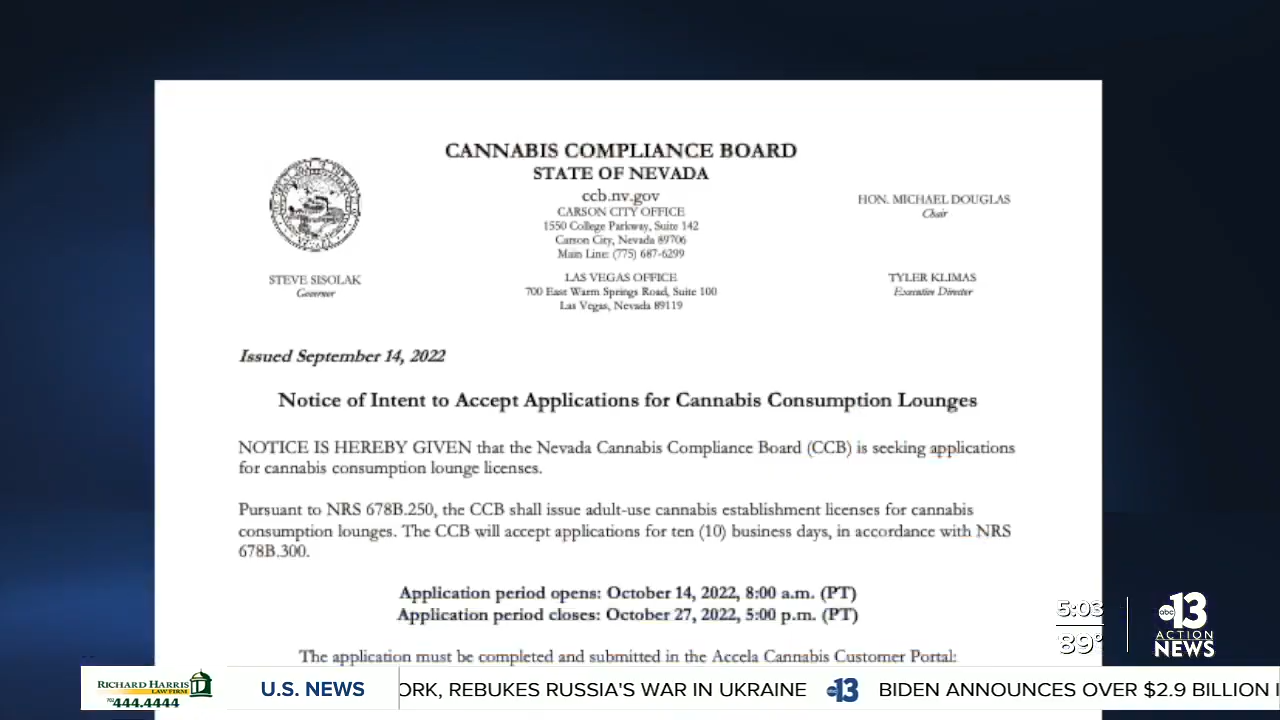 CANNABIS COMPLIANCE BOARD
STATE OF NEVADA
ccb.nv.gov
CARSON CITY OFFICE
1550 College Parkway, Suite 142
Carson City, Nevada 89706
Main Line: (775) 687-6299
LAS VEGAS OFFICE
700 East Warm Springs Road, Suite 100
Las Vegas, Nevada 89119
STEVE SISOLAK
Governor
HON. MICHAEL DOUGLAS
Chair
TYLER KLIMAS
Executive Director
Issued September 14, 2022
Notice of Intent to Accept Applications for Cannabis Consumption Lounges
NOTICE IS HEREBY GIVEN that the Nevada Cannabis Compliance Board (CCB) is seeking applications
for cannabis consumption lounge licenses.
Pursuant to NRS 678B.250, the CCB shall issue adult-use cannabis establishment licenses for cannabis
consumption lounges. The CCB will accept applications for ten (10) business days, in accordance with NRS
678B.300.
Application period opens: October 14, 2022, 8:00 a.m. (PT)
Application period closes: October 27, 2022, 5:00 p.m. (PT)
The application must be completed and submitted in the Accela Cannabis Customer Portal:
5:03
89°
abc 13
ACTION
NEWS
RICHARD HARRIS
LAW FIRM
702 444.4444
U.S. NEWS
ORK, REBUKES RUSSIA'S WAR IN UKRAINE abc 13 BIDEN ANNOUNCES OVER $2.9 BILLION